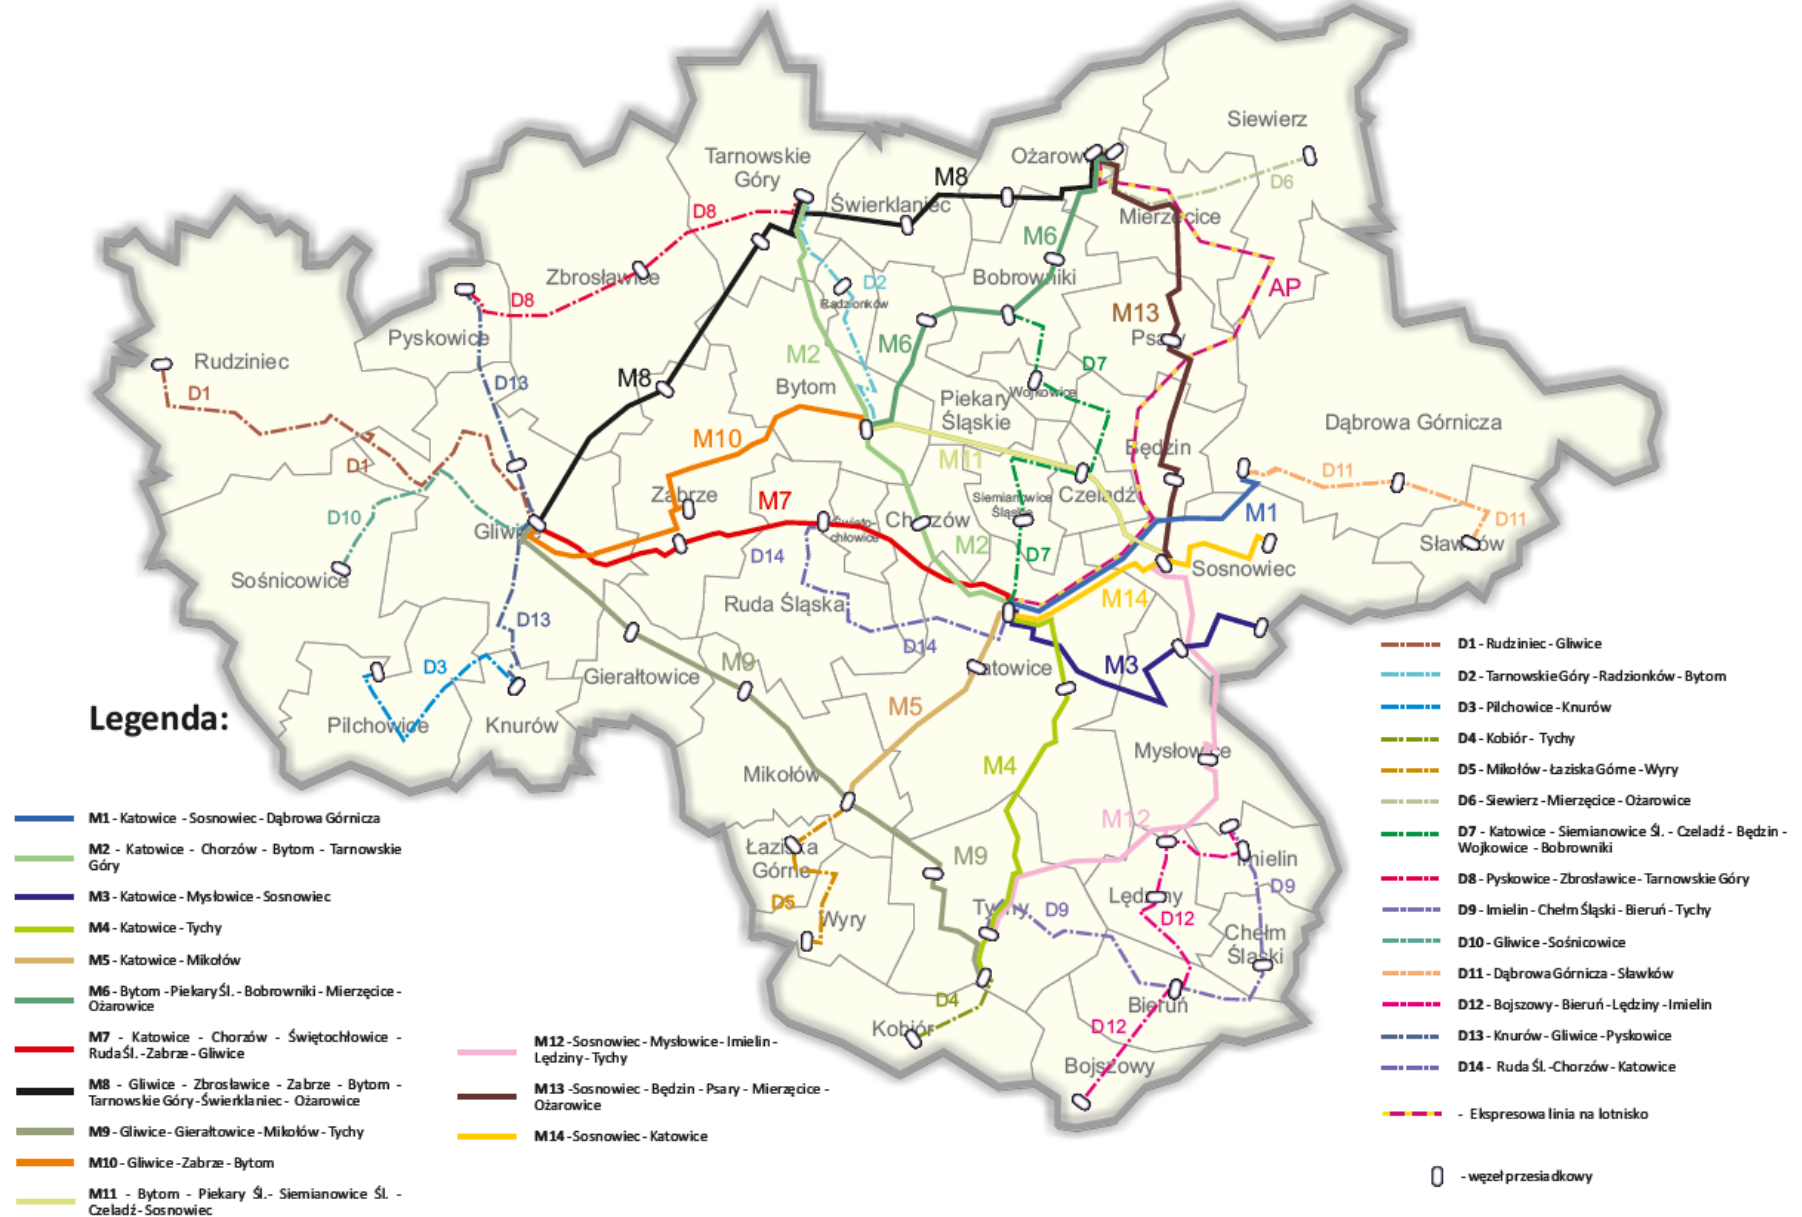 Siewierz
Tarnowskie
Góry
Ożarow
M8
D6
Świerklaniec
D8
Mierzęcice
M6
Zbrosławice
Bobrowniki
D2
AP
D8
Radzionków
M13
Pyskowice
Psary
M6
M2
Rudziniec
D7
M8
D13
Bytom
Wojkowice
D1
Piekary
Śląskie
Dąbrowa Górnicza
M10
Będzin
M11
D1
D11
Zabrze
M7
Siemianowice
Śląskie
Czeladź
M1
D10
Gliwice
Święto-
chłowice
Chorzów
D11
Sławków
M2
D14
D7
Sosnowiec
Sośnicowice
Ruda Śląska
M14
D13
D14
D3
M9
Katowice
M3
Gierałtowice
M5
Pilchowice
Knurów
Mysłowice
M4
Mikołów
M12
Łaziska
Górne
M9
Imielin
D9
Lędziny
D5
Wyry
Tychy
D9
D12
Chełm
Śląski
D4
Bieruń
Kobiór
D12
Bojszowy
Legenda:
M1 - Katowice - Sosnowiec - Dąbrowa Górnicza
M2 - Katowice - Chorzów - Bytom - Tarnowskie
Góry
M3 - Katowice - Mysłowice - Sosnowiec
M4 - Katowice - Tychy
M5 - Katowice - Mikołów
M6 - Bytom - Piekary Śl. - Bobrowniki - Mierzęcice -
Ożarowice
M7 - Katowice - Chorzów - Świętochłowice -
Ruda Śl. - Zabrze - Gliwice
M8 - Gliwice - Zbrosławice - Zabrze - Bytom -
Tarnowskie Góry - Świerklaniec - Ożarowice
M9 - Gliwice - Gierałtowice - Mikołów - Tychy
M10 - Gliwice - Zabrze - Bytom
M11 - Bytom - Piekary Śl. - Siemianowice Śl. -
Czeladź - Sosnowiec
M12 - Sosnowiec - Mysłowice - Imielin -
Lędziny - Tychy
M13 - Sosnowiec - Będzin - Psary - Mierzęcice -
Ożarowice
M14 - Sosnowiec - Katowice
D1 - Rudziniec - Gliwice
D2 - Tarnowskie Góry - Radzionków - Bytom
D3 - Pilchowice - Knurów
D4 - Kobiór - Tychy
D5 - Mikołów - Łaziska Górne - Wyry
D6 - Siewierz - Mierzęcice - Ożarowice
D7 - Katowice - Siemianowice Śl. - Czeladź - Będzin -
Wojkowice - Bobrowniki
D8 - Pyskowice - Zbrosławice - Tarnowskie Góry
D9 - Imielin - Chełm Śląski - Bieruń - Tychy
D10 - Gliwice - Sośnicowice
D11 - Dąbrowa Górnicza - Sławków
D12 - Bojszowy - Bieruń - Lędziny - Imielin
D13 - Knurów - Gliwice - Pyskowice
D14 - Ruda Śl. - Chorzów - Katowice
- Ekspresowa linia na lotnisko
- węzeł przesiadkowy